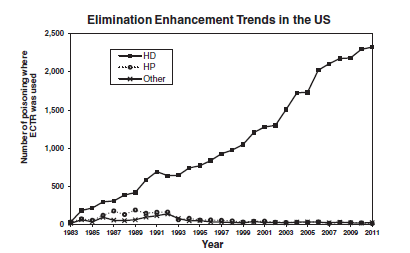 Elimination Enhancement Trends in the US
Number of poisoning where
ECTR was used
2,500
2,000
1,500
1,000
500
0
HD
HP
Other
1983 1985 1987 1989 1991 1993 1995 1997 1999 2001 2003 2005 2007 2009 2011
Year